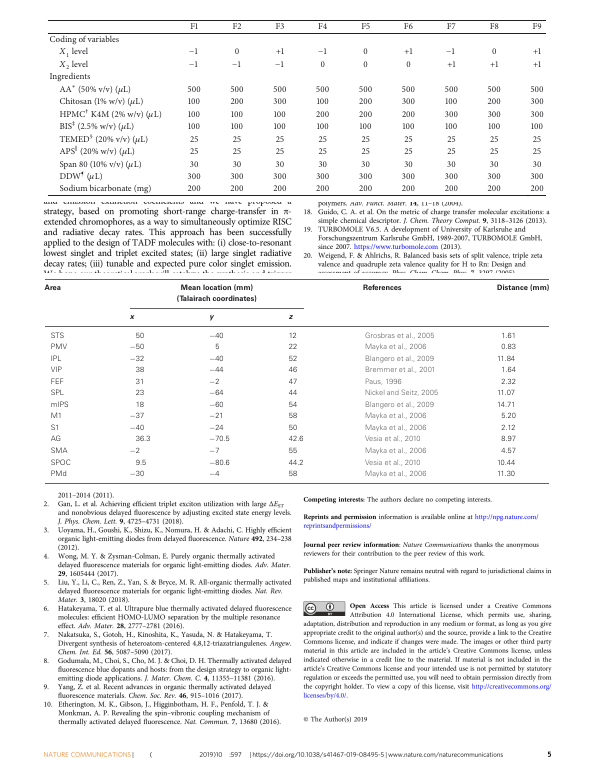 F1 F2 F3 F4 F5 F6 F7 F8 F9
Coding of variables
X1 level −1 0 +1 −1 0 +1 −1 0 +1
X2 level −1 −1 −1 0 0 0 +1 +1 +1
Ingredients
AA* (50% v/v) (μL) 500 500 500 500 500 500 500 500 500
Chitosan (1% w/v) (μL) 100 200 300 100 200 300 100 200 300
HPMC† K4M (2% w/v) (μL) 100 100 100 200 200 200 300 300 300
BIS‡ (2.5% w/v) (μL) 100 100 100 100 100 100 100 100 100
TEMED§ (20% v/v) (μL) 25 25 25 25 25 25 25 25 25
APS∥ (20% w/v) (μL) 25 25 25 25 25 25 25 25 25
Span 80 (10% v/v) (μL) 30 30 30 30 30 30 30 30 30
DDW¶ (μL) 300 300 300 300 300 300 300 300 300
Sodium bicarbonate (mg) 200 200 200 200 200 200 200 200 200
strategy, based on promoting short-range charge-transfer in π-
extended chromophores, as a way to simultaneously optimize RISC
and radiative decay rates. This approach has been successfully
applied to the design of TADF molecules with: (i) close-to-resonant
lowest singlet and triplet excited states; (ii) large singlet radiative
decay rates; (iii) tunable and expected pure color singlet emission.
polymers. Adv. Funct. Mater. 14, 11–18 (2004).
18. Guido, C. A. et al. On the metric of charge transfer molecular excitations: a
simple chemical descriptor. J. Chem. Theory Comput. 9, 3118–3126 (2013).
19. TURBOMOLE V6.5. A development of University of Karlsruhe and
Forschungszentrum Karlsruhe GmbH, 1989-2007, TURBOMOLE GmbH,
since 2007. https://www.turbomole.com (2013).
20. Weigend, F. & Ahlrichs, R. Balanced basis sets of split valence, triple zeta
valence and quadruple zeta valence quality for H to Rn: Design and
Area Mean location (mm) References Distance (mm)
(Talairach coordinates)
x y z
STS 50 −40 12 Grosbras et al., 2005 1.61
PMV −50 5 22 Mayka et al., 2006 0.83
IPL −32 −40 52 Blangero et al., 2009 11.84
VIP 38 −44 46 Bremmer et al., 2001 1.64
FEF 31 −2 47 Paus, 1996 2.32
SPL 23 −64 44 Nickel and Seitz, 2005 11.07
mIPS 18 −60 54 Blangero et al., 2009 14.71
M1 −37 −21 58 Mayka et al., 2006 5.20
S1 −40 −24 50 Mayka et al., 2006 2.12
AG 36.3 −70.5 42.6 Vesia et al., 2010 8.97
SMA −2 −7 55 Mayka et al., 2006 4.57
SPOC 9.5 −80.6 44.2 Vesia et al., 2010 10.44
PMd −30 −4 58 Mayka et al., 2006 11.30
2011–2014 (2011).
2. Gan, L. et al. Achieving efficient triplet exciton utilization with large ΔEST
and nonobvious delayed fluorescence by adjusting excited state energy levels.
J. Phys. Chem. Lett. 9, 4725–4731 (2018).
3. Uoyama, H., Goushi, K., Shizu, K., Nomura, H. & Adachi, C. Highly efficient
organic light-emitting diodes from delayed fluorescence. Nature 492, 234–238
(2012).
4. Wong, M. Y. & Zysman-Colman, E. Purely organic thermally activated
delayed fluorescence materials for organic light-emitting diodes. Adv. Mater.
29, 1605444 (2017).
5. Liu, Y., Li, C., Ren, Z., Yan, S. & Bryce, M. R. All-organic thermally activated
delayed fluorescence materials for organic light-emitting diodes. Nat. Rev.
Mater. 3, 18020 (2018).
6. Hatakeyama, T. et al. Ultrapure blue thermally activated delayed fluorescence
molecules: efficient HOMO-LUMO separation by the multiple resonance
effect. Adv. Mater. 28, 2777–2781 (2016).
7. Nakatsuka, S., Gotoh, H., Kinoshita, K., Yasuda, N. & Hatakeyama, T.
Divergent synthesis of heteroatom-centered 4,8,12-triazatriangulenes. Angew.
Chem. Int. Ed. 56, 5087–5090 (2017).
8. Godumala, M., Choi, S., Cho, M. J. & Choi, D. H. Thermally activated delayed
fluorescence blue dopants and hosts: from the design strategy to organic light-
emitting diode applications. J. Mater. Chem. C. 4, 11355–11381 (2016).
9. Yang, Z. et al. Recent advances in organic thermally activated delayed
fluorescence materials. Chem. Soc. Rev. 46, 915–1016 (2017).
10. Etherington, M. K., Gibson, J., Higginbotham, H. F., Penfold, T. J. &
Monkman, A. P. Revealing the spin–vibronic coupling mechanism of
thermally activated delayed fluorescence. Nat. Commun. 7, 13680 (2016).
Competing interests: The authors declare no competing interests.
Reprints and permission information is available online at http://npg.nature.com/
reprintsandpermissions/
Journal peer review information: Nature Communications thanks the anonymous
reviewers for their contribution to the peer review of this work.
Publisher's note: Springer Nature remains neutral with regard to jurisdictional claims in
published maps and institutional affiliations.
Open Access This article is licensed under a Creative Commons
Attribution 4.0 International License, which permits use, sharing,
adaptation, distribution and reproduction in any medium or format, as long as you give
appropriate credit to the original author(s) and the source, provide a link to the Creative
Commons license, and indicate if changes were made. The images or other third party
material in this article are included in the article's Creative Commons license, unless
indicated otherwise in a credit line to the material. If material is not included in the
article's Creative Commons license and your intended use is not permitted by statutory
regulation or exceeds the permitted use, you will need to obtain permission directly from
the copyright holder. To view a copy of this license, visit http://creativecommons.org/
licenses/by/4.0/.
© The Author(s) 2019
NATURE COMMUNICATIONS| ( 2019)10 :597 | https://doi.org/10.1038/s41467-019-08495-5 | www.nature.com/naturecommunications 5